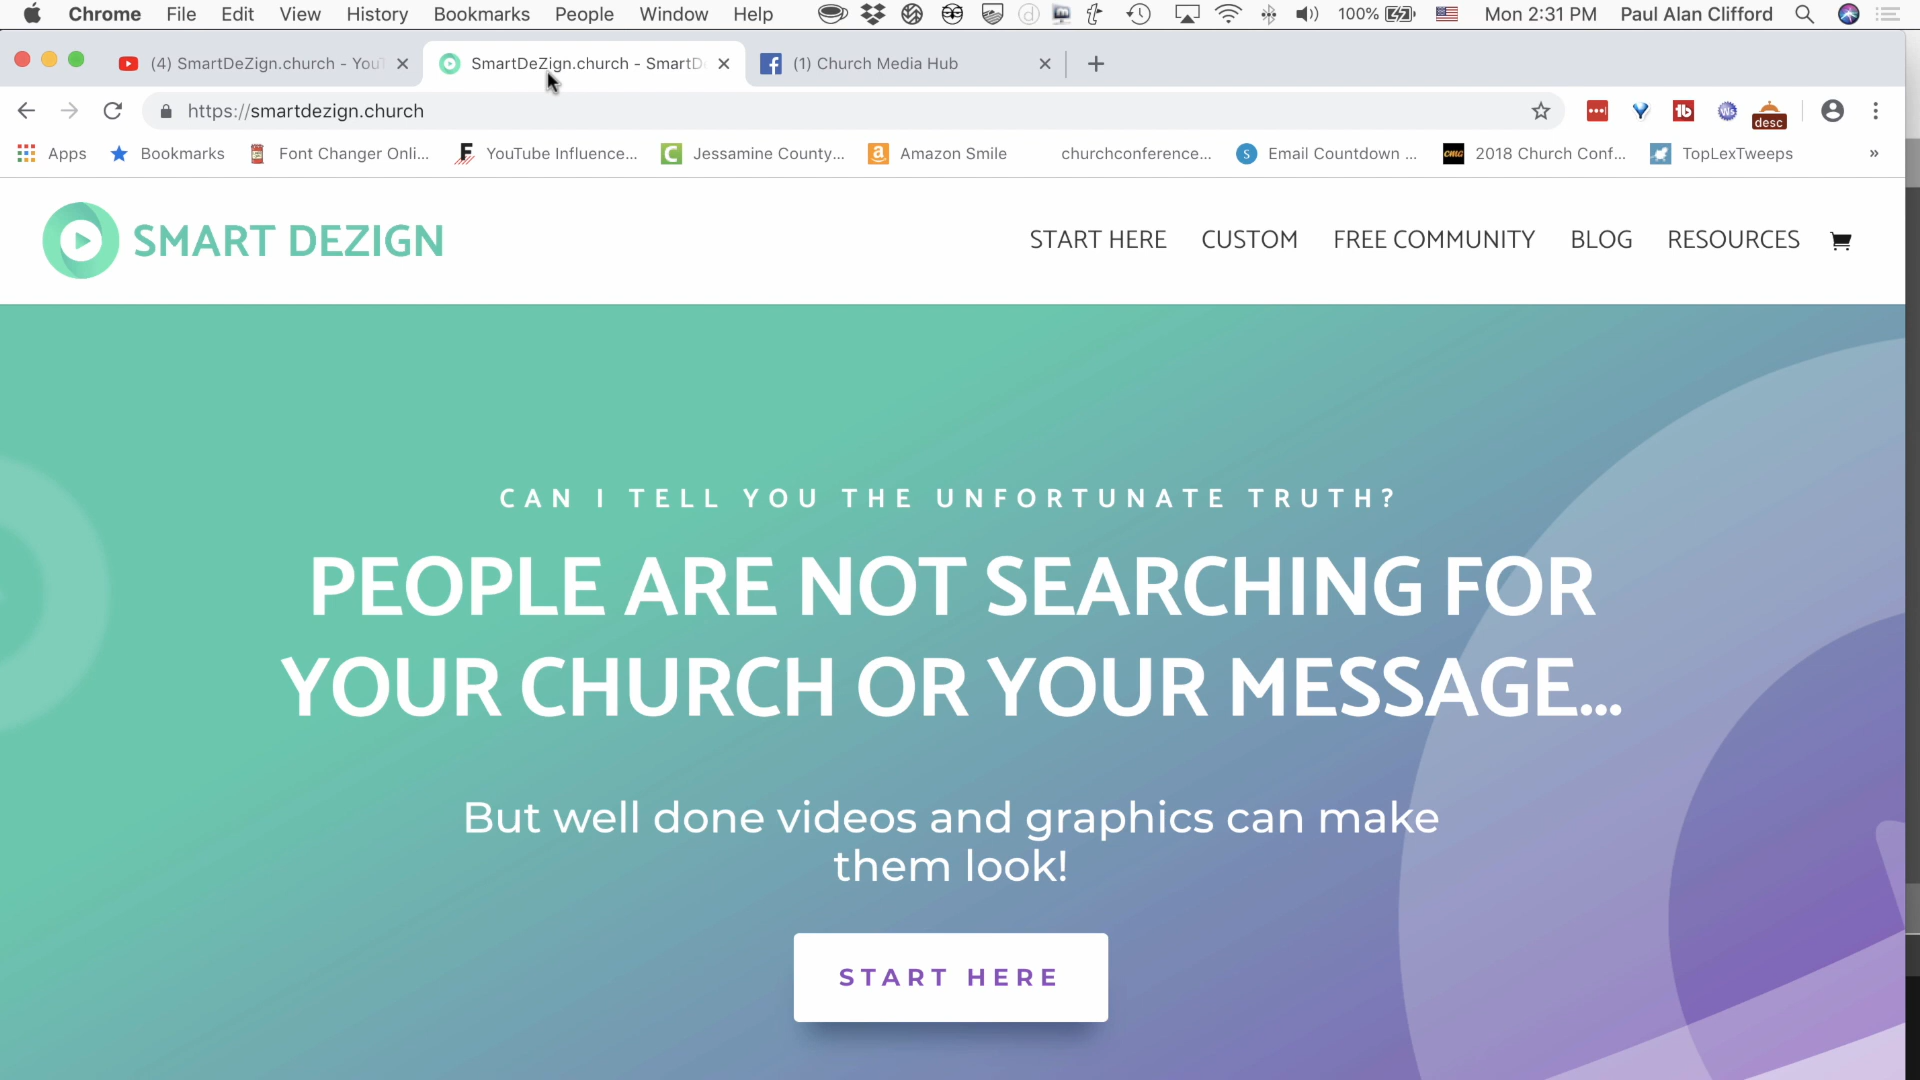 Chrome File Edit View History Bookmarks People Window Help 100% Mon 2:31 PM Paul Alan Clifford
(4) SmartDeZign.church - You SmartDeZign.church - SmartD (1) Church Media Hub
https://smartdezign.church desc
Apps Bookmarks Font Changer Onli... YouTube Influence... Jessamine County... Amazon Smile churchconference... Email Countdown ... 2018 Church Conf... TopLexTweeps »
SMART DEZIGN START HERE CUSTOM FREE COMMUNITY BLOG RESOURCES
CAN I TELL YOU THE UNFORTUNATE TRUTH?
PEOPLE ARE NOT SEARCHING FOR
YOUR CHURCH OR YOUR MESSAGE...
But well done videos and graphics can make
them look!
START HERE